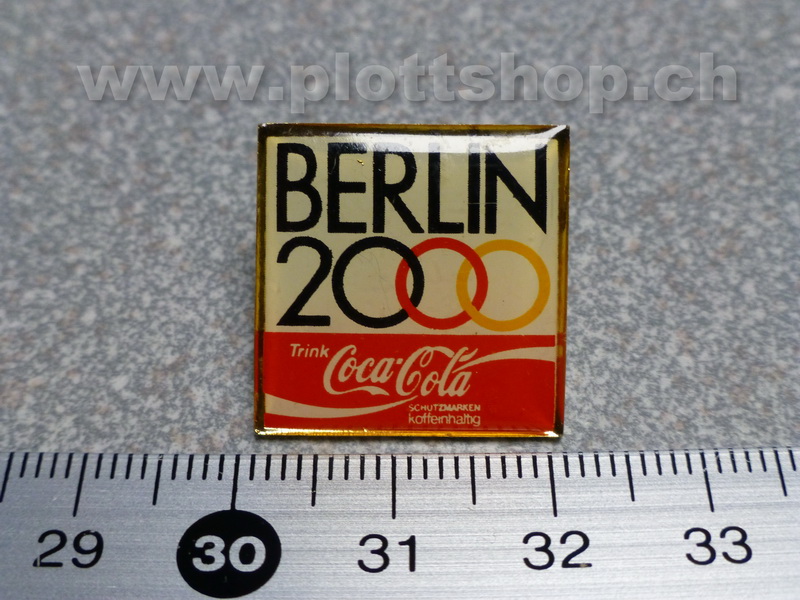 www.plottshop.ch
BERLIN
2000
Trink Coca-Cola
SCHUTZMARKEN
koffeinhaltig
29 30 31 32 33